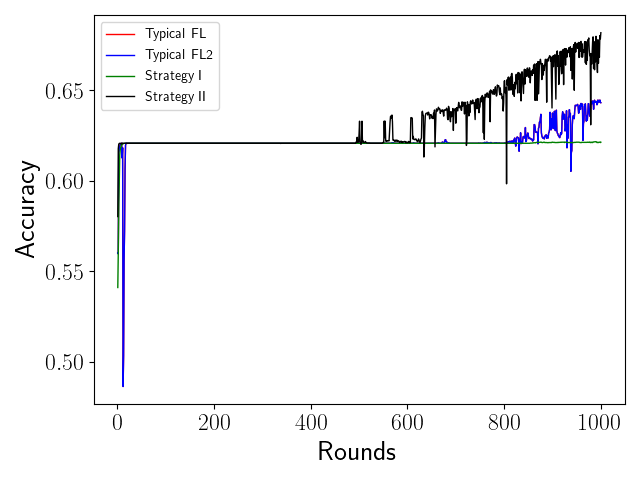 Typical FL
Typical FL2
Strategy I
Strategy II
Accuracy
0.65
0.60
0.55
0.50
0 200 400 600 800 1000
Rounds